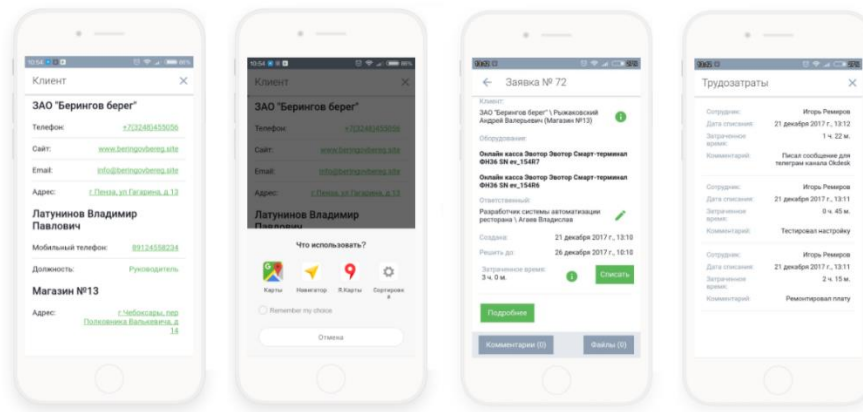 10:54
Клиент
ЗАО "Берингов берег"
Телефон: +7(3248)455056
Сайт: www.beringovbereg.site
Email: info@beringovbereg.site
Адрес: г.Пенза, ул Гагарина, д.13
Латунинов Владимир
Павлович
Мобильный телефон: 89124558234
Должность: Руководитель
Магазин №13
Адрес: г.Чебоксары, пер
Полковника Валькевича, д
14
10:54
Клиент
ЗАО "Берингов берег"
Телефон: +7(3248)455056
Сайт: www.beringovbereg.site
Email: info@beringovbereg.site
Адрес: г.Пенза, ул Гагарина, д.13
Латунинов Владимир
Что использовать?
Карты Навигатор Я.Карты Сортировк
а
Remember my choice
Отмена
Заявка № 72
Клиент:
ЗАО "Берингов берег" \ Рыжаковский
Андрей Валерьевич (Магазин №13)
Оборудование:
Онлайн касса Эвотор Эвотор Смарт-терминал
ФН36 SN ev_154R7
Онлайн касса Эвотор Эвотор Смарт-терминал
ФН36 SN ev_154R6
Ответственный:
Разработчик системы автоматизации
ресторана \ Агаев Владислав
Создана: 21 декабря 2017 г., 13:10
Решить до: 26 декабря 2017 г., 10:10
Затраченное время:
3 ч. 0 м.
Списать
Подробнее
Комментарии (0) Файлы (0)
Трудозатраты
Сотрудник: Игорь Ремиров
Дата списания: 21 декабря 2017 г., 13:12
Затраченное
время: 1 ч. 22 м.
Комментарий: Писал сообщение для
телеграм канала Okdesk
Сотрудник: Игорь Ремиров
Дата списания: 21 декабря 2017 г., 13:11
Затраченное
время: 0 ч. 45 м.
Комментарий: Тестировал настройку
Сотрудник: Игорь Ремиров
Дата списания: 21 декабря 2017 г., 13:11
Затраченное
время: 2 ч. 15 м.
Комментарий: Ремонтировал плату